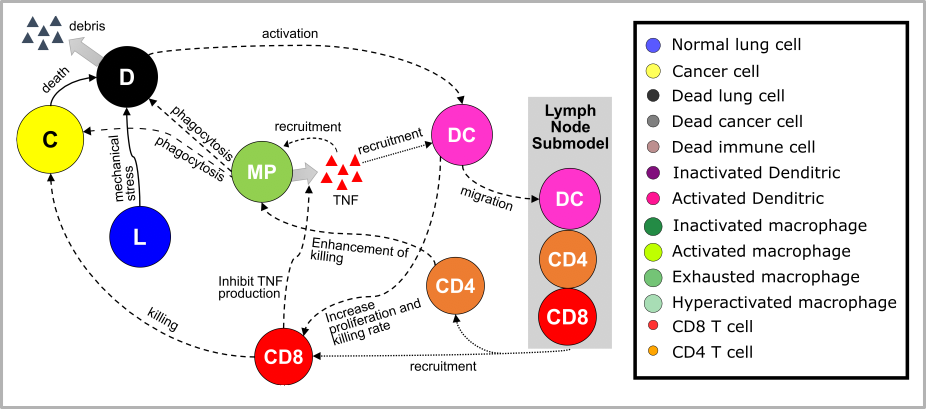 debris
activation
D
death
C
phagocytosis
phagocytosis
recruitment
recruitment
MP
TNF
DC
Lymph
Node
Submodel
mechanical
stress
migration
DC
L
Enhancement of
killing
CD4
CD4
Inhibit TNF
production
Increase
proliferation and
killing rate
CD8
killing
CD8
recruitment
Normal lung cell
Cancer cell
Dead lung cell
Dead cancer cell
Dead immune cell
Inactivated Denditric
Activated Denditric
Inactivated macrophage
Activated macrophage
Exhausted macrophage
Hyperactivated macrophage
CD8 T cell
CD4 T cell